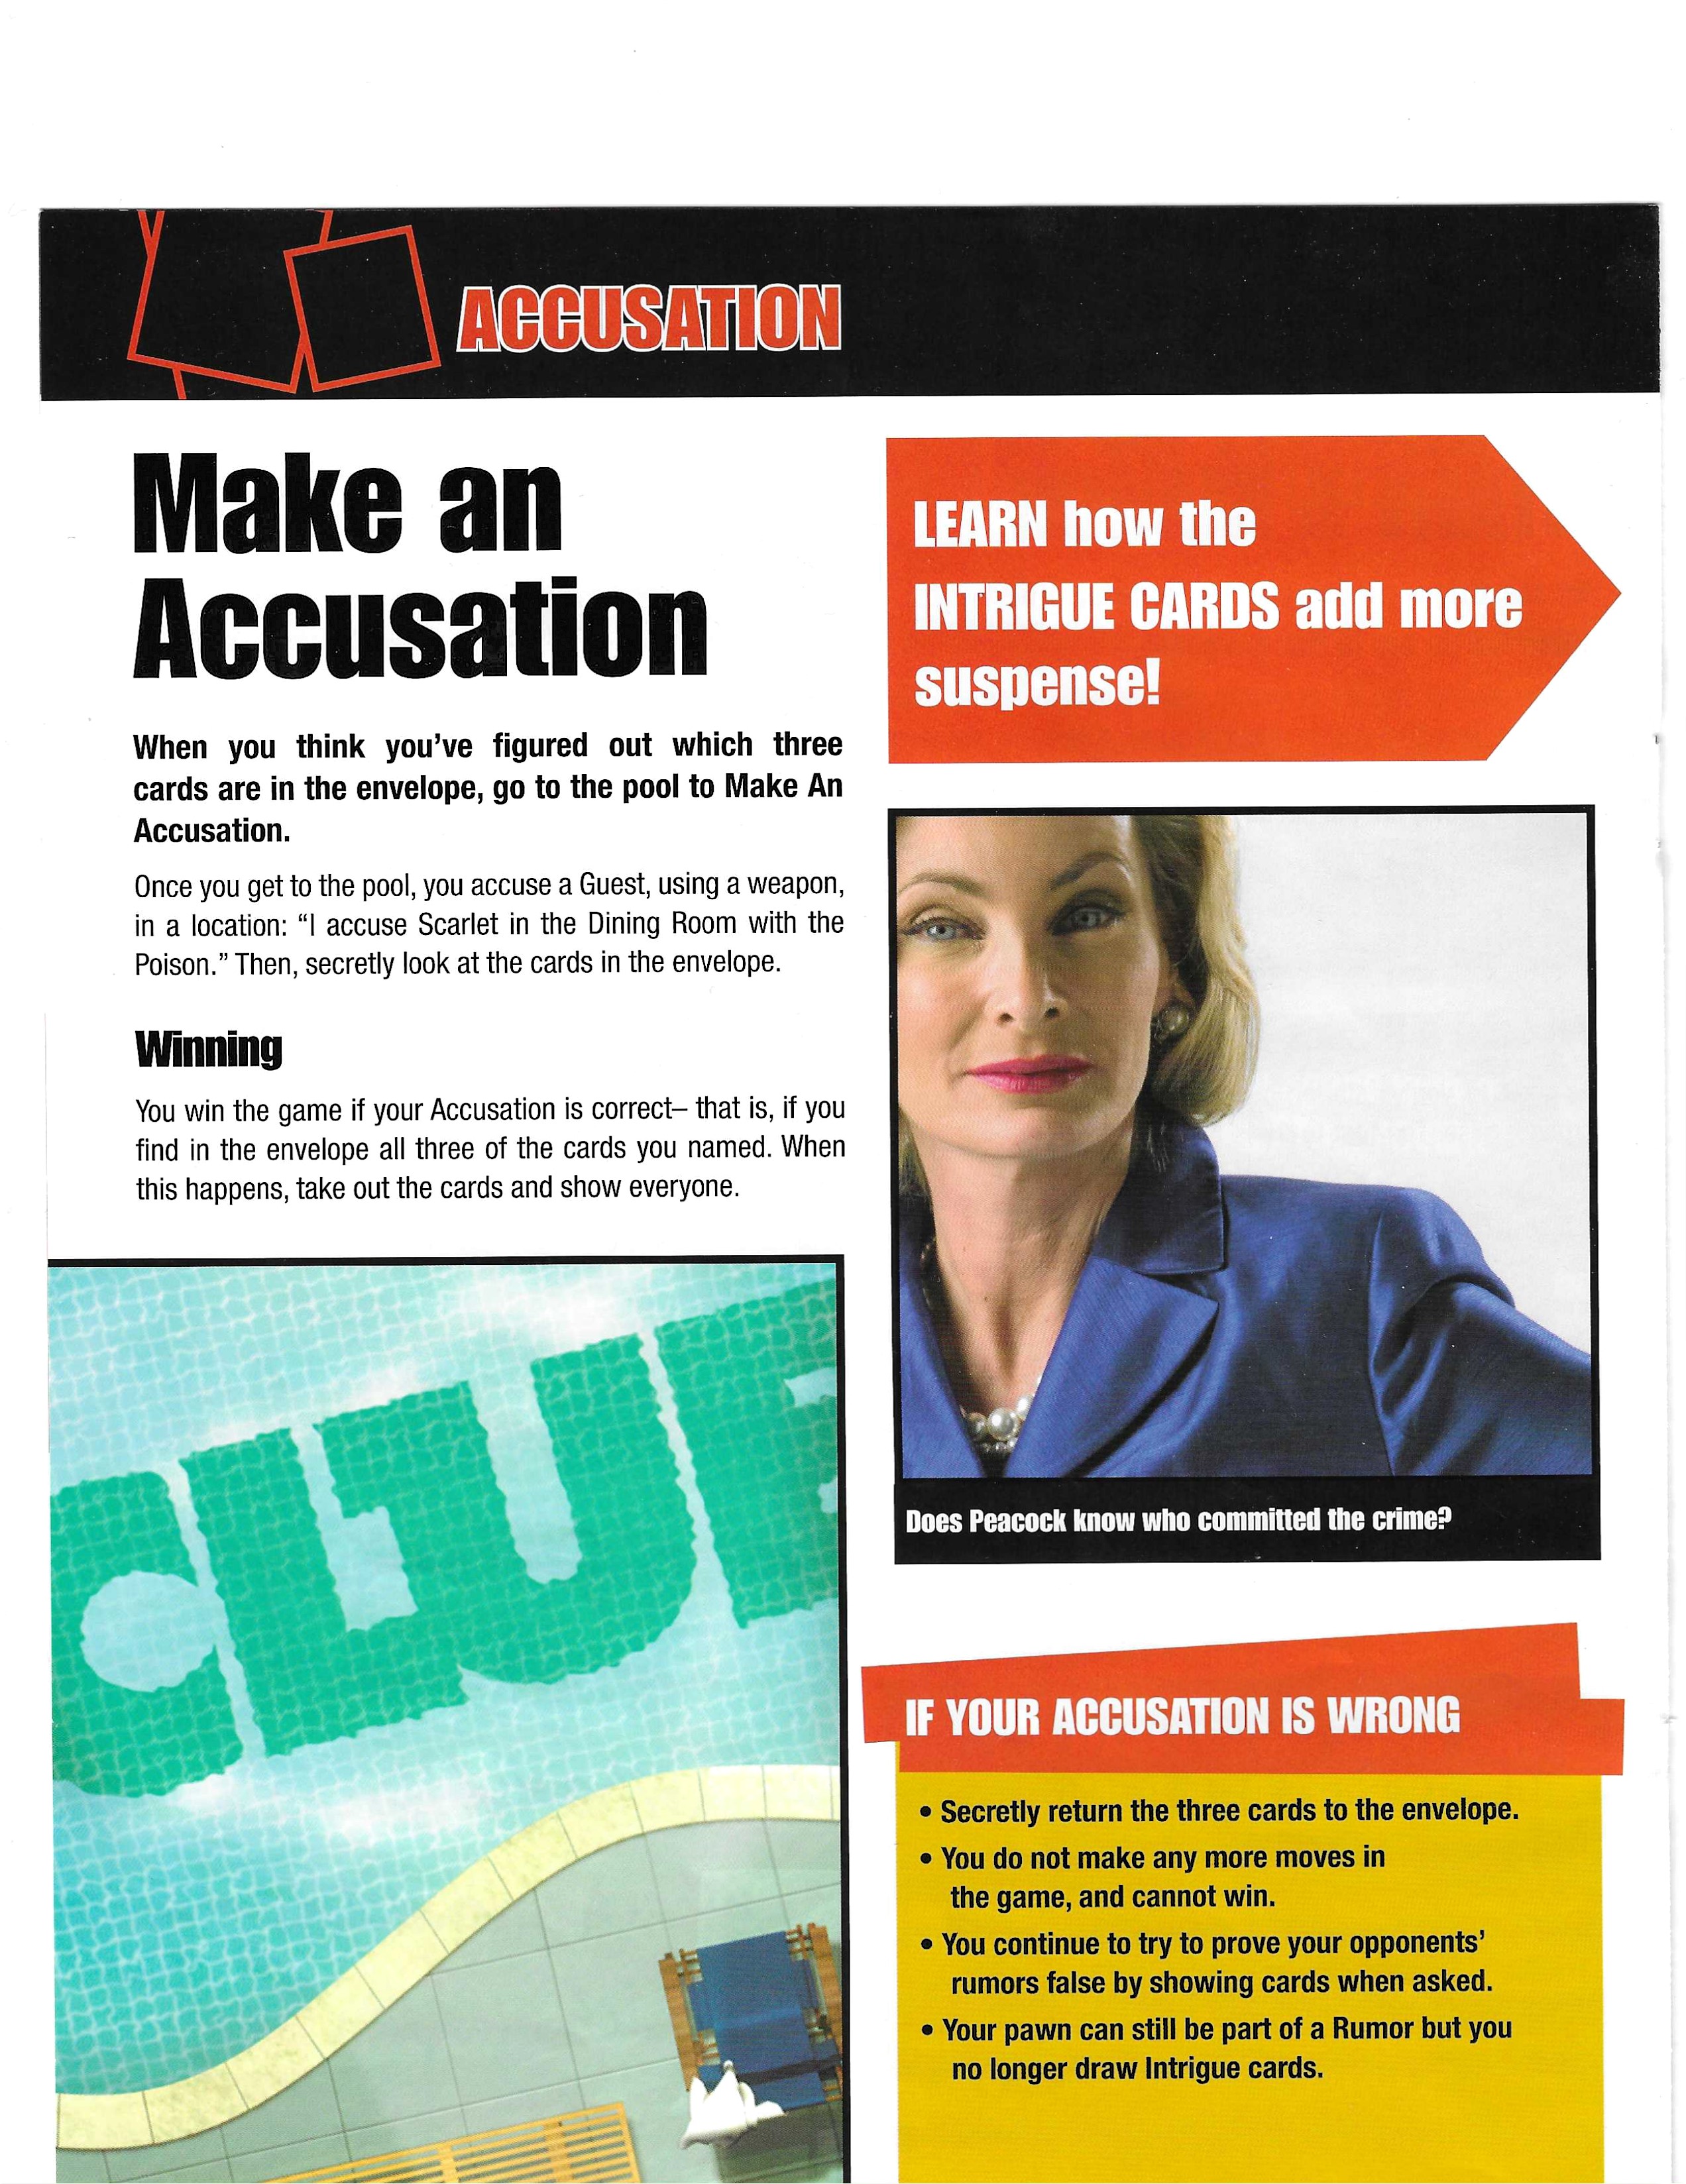 ACCUSATION
Make an
Accusation
When you think you've figured out which three
cards are in the envelope, go to the pool to Make An
Accusation.
Once you get to the pool, you accuse a Guest, using a weapon,
in a location: “I accuse Scarlet in the Dining Room with the
Poison.” Then, secretly look at the cards in the envelope.
Winning
You win the game if your Accusation is correct– that is, if you
find in the envelope all three of the cards you named. When
this happens, take out the cards and show everyone.
CLUE
LEARN how the
INTRIGUE CARDS add more
suspense!
Does Peacock know who committed the crime?
IF YOUR ACCUSATION IS WRONG
• Secretly return the three cards to the envelope.
• You do not make any more moves in
the game, and cannot win.
• You continue to try to prove your opponents'
rumors false by showing cards when asked.
• Your pawn can still be part of a Rumor but you
no longer draw Intrigue cards.